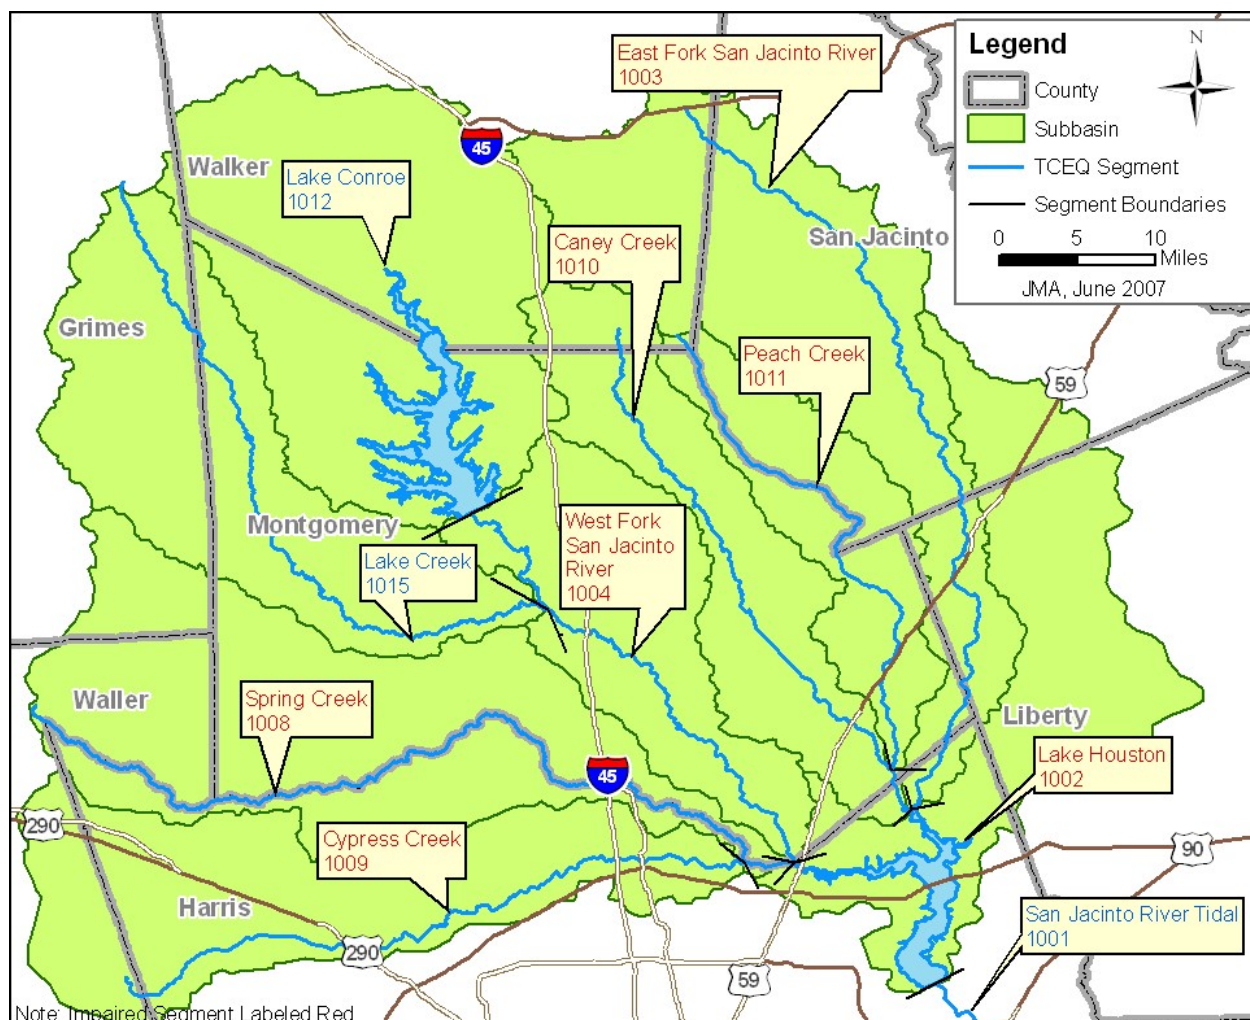 East Fork San Jacinto River
1003
Legend
N
County
Subbasin
TCEQ Segment
Segment Boundaries
0 5 10
Miles
JMA, June 2007
45
Walker
Lake Conroe
1012
Caney Creek
1010
San Jacinto
Grimes
Peach Creek
1011
59
Montgomery
West Fork
San Jacinto
River
1004
Lake Creek
1015
Waller
Spring Creek
1008
Liberty
Lake Houston
1002
45
290
Cypress Creek
1009
90
Harris
San Jacinto River Tidal
1001
290
59
Note: Impaired Segment Labeled Red